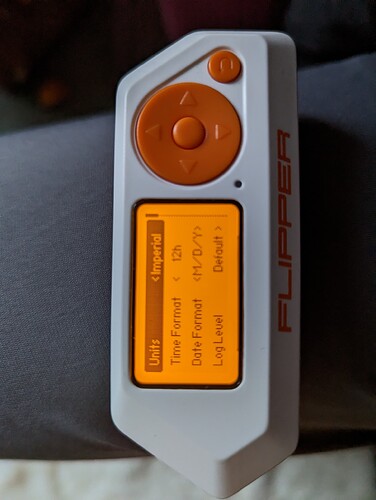 Units < Imperial
Time Format < 12h
Date Format <M/D/Y>
Log Level Default >
FLIPPER